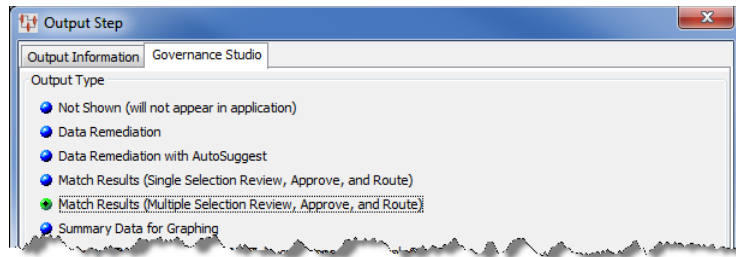 Output Step
Output Information Governance Studio
Output Type
Not Shown (will not appear in application)
Data Remediation
Data Remediation with AutoSuggest
Match Results (Single Selection Review, Approve, and Route)
Match Results (Multiple Selection Review, Approve, and Route)
Summary Data for Graphing